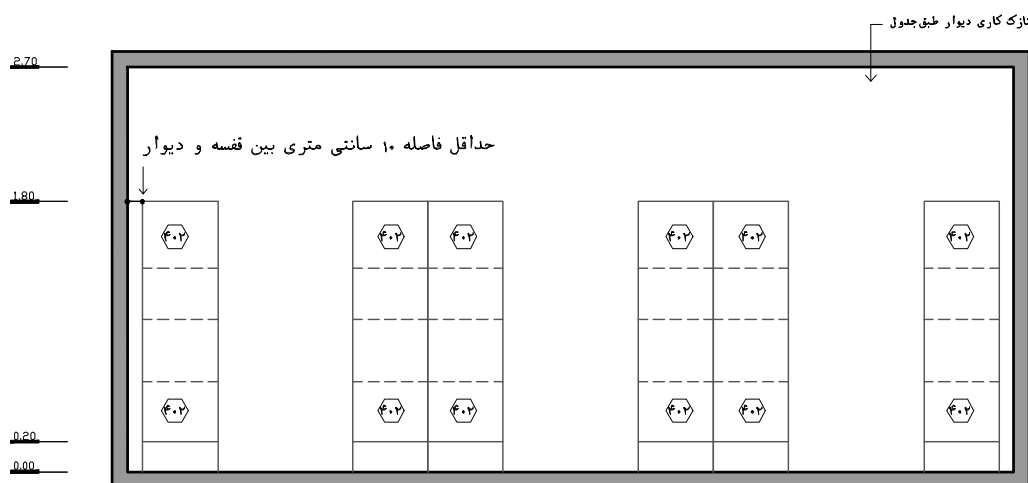 نازک کاری دیوار طبق جدول
2.70
حداقل فاصله ۱۰ سانتی متری بین قفسه و دیوار
1.80
۴۰۲ ۴۰۲ ۴۰۲ ۴۰۲ ۴۰۲ ۴۰۲
۴۰۲ ۴۰۲ ۴۰۲ ۴۰۲ ۴۰۲ ۴۰۲
0.20
0.00